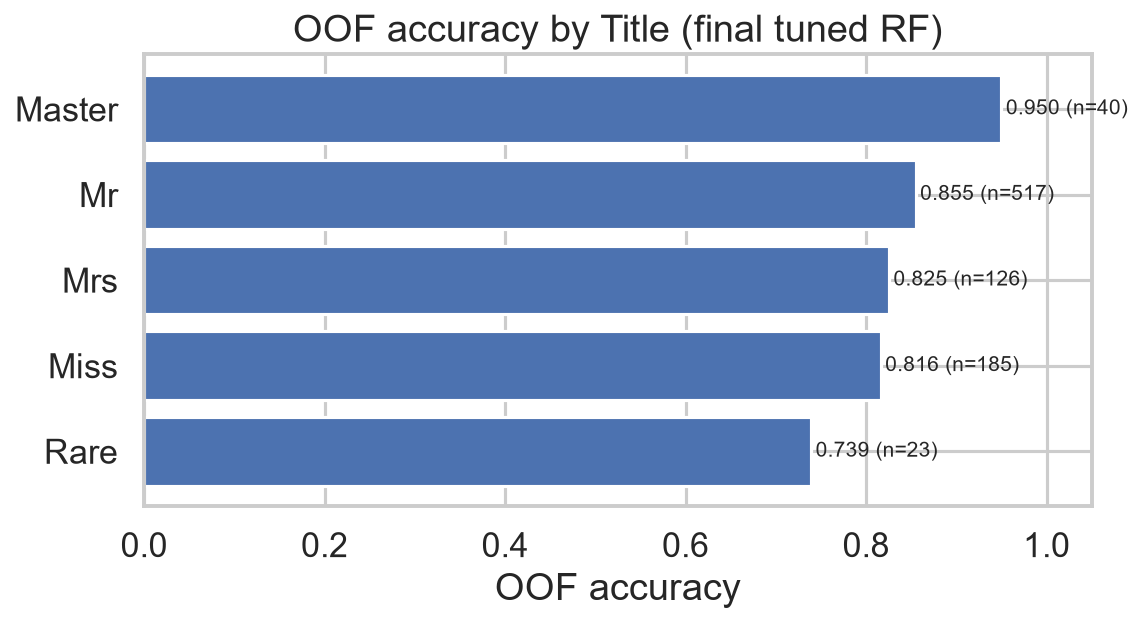 OOF accuracy by Title (final tuned RF)
Master
0.950 (n=40)
Mr
0.855 (n=517)
Mrs
0.825 (n=126)
Miss
0.816 (n=185)
Rare
0.739 (n=23)
0.0 0.2 0.4 0.6 0.8 1.0
OOF accuracy